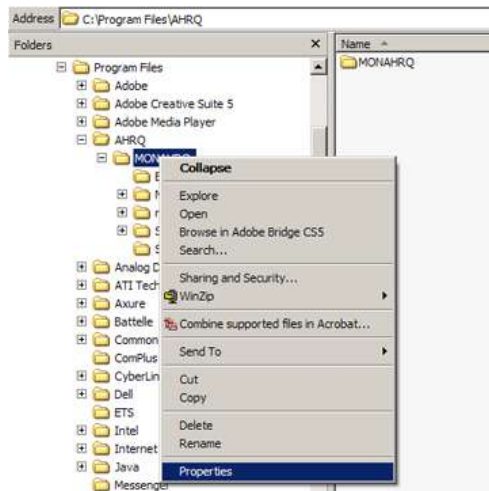 Address C:\Program Files\AHRQ
Folders × Name
Program Files
MONAHRQ
Adobe
Adobe Creative Suite 5
Adobe Media Player
AHRQ
Collapse
Explore
Open
Browse in Adobe Bridge CS5
Search...
Sharing and Security...
WinZip
Combine supported files in Acrobat...
Send To
Cut
Copy
Delete
Rename
Properties
Analog D
ATI Tech
Axure
Battelle
Common
ComPlus
CyberLin
Dell
ETS
Intel
Internet
Java
Messenger